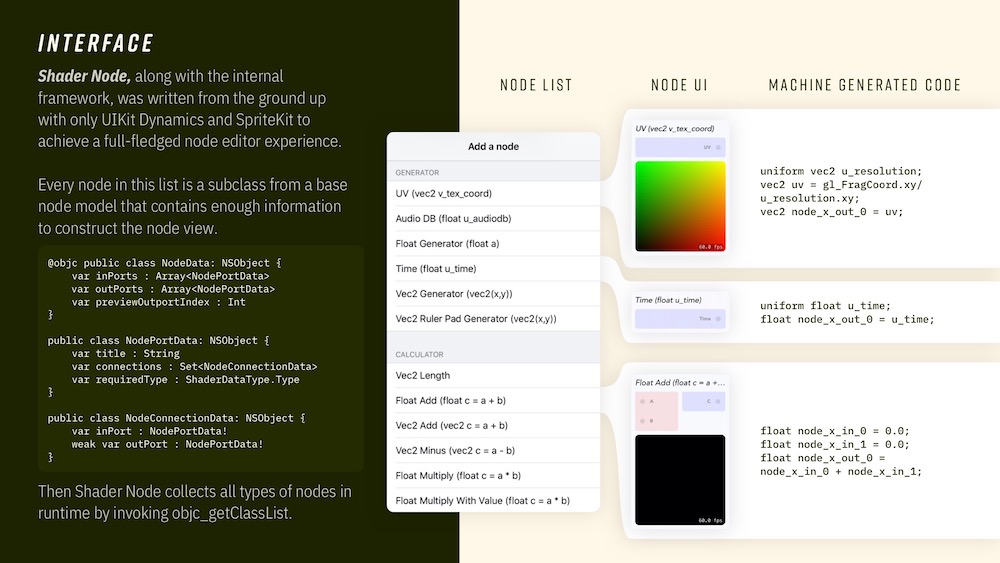 INTERFACE
Shader Node, along with the internal
framework, was written from the ground up
with only UIKit Dynamics and SpriteKit to
achieve a full-fledged node editor experience.
Every node in this list is a subclass from a base
node model that contains enough information
to construct the node view.
@objc public class NodeData: NSObject {
    var inPorts : Array<NodePortData>
    var outPorts : Array<NodePortData>
    var previewOutportIndex : Int
}
public class NodePortData: NSObject {
    var title : String
    var connections : Set<NodeConnectionData>
    var requiredType : ShaderDataType.Type
}
public class NodeConnectionData: NSObject {
    var inPort : NodePortData!
    weak var outPort : NodePortData!
}
Then Shader Node collects all types of nodes in
runtime by invoking objc_getClassList.
NODE LIST
Add a node
GENERATOR
UV (vec2 v_tex_coord)
Audio DB (float u_audiodb)
Float Generator (float a)
Time (float u_time)
Vec2 Generator (vec2(x,y))
Vec2 Ruler Pad Generator (vec2(x,y))
CALCULATOR
Vec2 Length
Float Add (float c = a + b)
Vec2 Add (vec2 c = a + b)
Vec2 Minus (vec2 c = a - b)
Float Multiply (float c = a * b)
Float Multiply With Value (float c = a * b)
NODE UI
UV (vec2 v_tex_coord)
UV
60.0 fps
Time (float u_time)
Time
Float Add (float c = a +...
A
C
B
60.0 fps
MACHINE GENERATED CODE
uniform vec2 u_resolution;
vec2 uv = gl_FragCoord.xy/
u_resolution.xy;
vec2 node_x_out_0 = uv;
uniform float u_time;
float node_x_out_0 = u_time;
float node_x_in_0 = 0.0;
float node_x_in_1 = 0.0;
float node_x_out_0 =
node_x_in_0 + node_x_in_1;